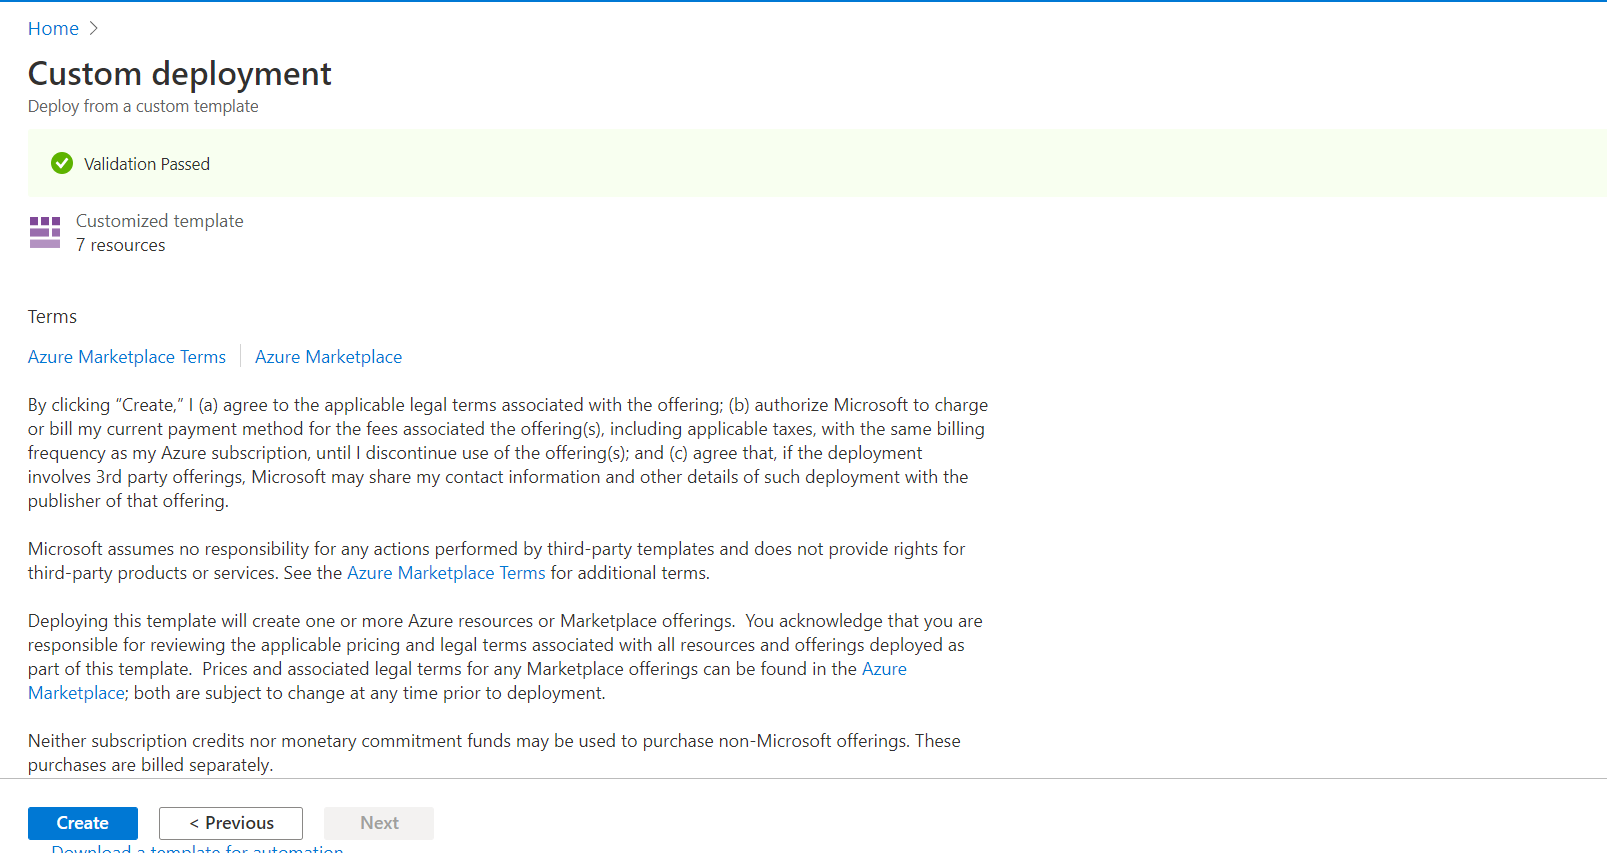 Home >
Custom deployment
Deploy from a custom template
Validation Passed
Customized template
7 resources
Terms
Azure Marketplace Terms | Azure Marketplace
By clicking “Create,” I (a) agree to the applicable legal terms associated with the offering; (b) authorize Microsoft to charge
or bill my current payment method for the fees associated the offering(s), including applicable taxes, with the same billing
frequency as my Azure subscription, until I discontinue use of the offering(s); and (c) agree that, if the deployment
involves 3rd party offerings, Microsoft may share my contact information and other details of such deployment with the
publisher of that offering.
Microsoft assumes no responsibility for any actions performed by third-party templates and does not provide rights for
third-party products or services. See the Azure Marketplace Terms for additional terms.
Deploying this template will create one or more Azure resources or Marketplace offerings.  You acknowledge that you are
responsible for reviewing the applicable pricing and legal terms associated with all resources and offerings deployed as
part of this template.  Prices and associated legal terms for any Marketplace offerings can be found in the Azure
Marketplace; both are subject to change at any time prior to deployment.
Neither subscription credits nor monetary commitment funds may be used to purchase non-Microsoft offerings. These
purchases are billed separately.
Create < Previous Next
Download a template for automation